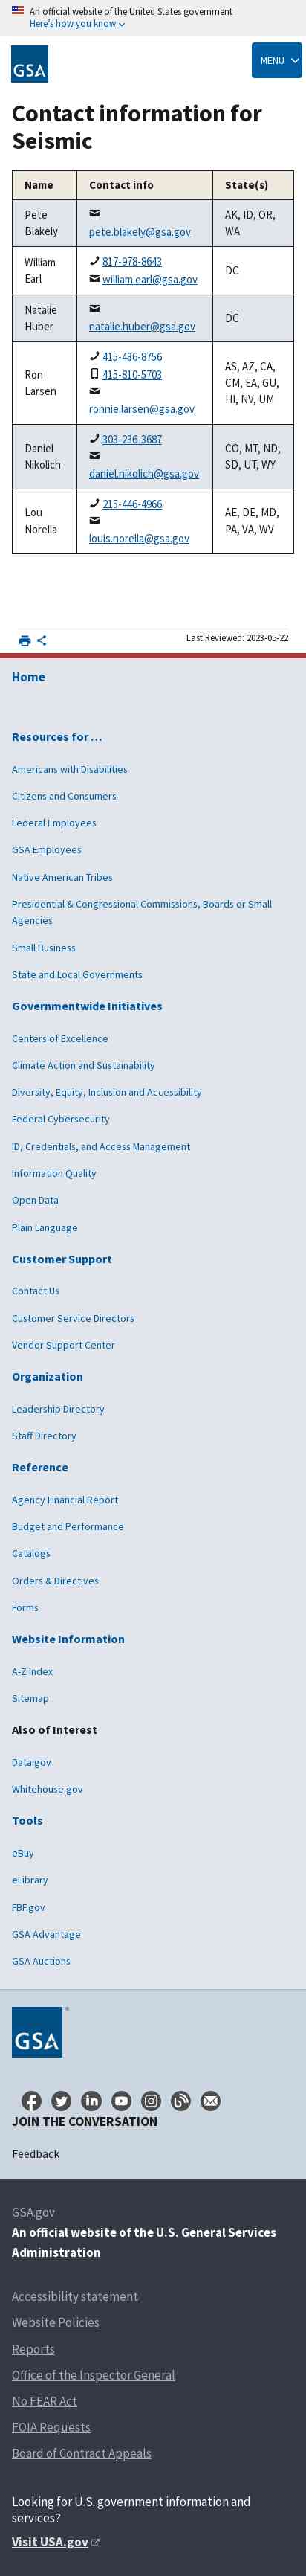 An official website of the United States government
Here's how you know
GSA
MENU
Contact information for
Seismic
Name Contact info State(s)
Pete
Blakely
pete.blakely@gsa.gov
AK, ID, OR,
WA
William
Earl
817-978-8643
william.earl@gsa.gov
DC
Natalie
Huber
natalie.huber@gsa.gov
DC
Ron
Larsen
415-436-8756
415-810-5703
ronnie.larsen@gsa.gov
AS, AZ, CA,
CM, EA, GU,
HI, NV, UM
Daniel
Nikolich
303-236-3687
daniel.nikolich@gsa.gov
CO, MT, ND,
SD, UT, WY
Lou
Norella
215-446-4966
louis.norella@gsa.gov
AE, DE, MD,
PA, VA, WV
Last Reviewed: 2023-05-22
Home
Resources for …
Americans with Disabilities
Citizens and Consumers
Federal Employees
GSA Employees
Native American Tribes
Presidential & Congressional Commissions, Boards or Small
Agencies
Small Business
State and Local Governments
Governmentwide Initiatives
Centers of Excellence
Climate Action and Sustainability
Diversity, Equity, Inclusion and Accessibility
Federal Cybersecurity
ID, Credentials, and Access Management
Information Quality
Open Data
Plain Language
Customer Support
Contact Us
Customer Service Directors
Vendor Support Center
Organization
Leadership Directory
Staff Directory
Reference
Agency Financial Report
Budget and Performance
Catalogs
Orders & Directives
Forms
Website Information
A-Z Index
Sitemap
Also of Interest
Data.gov
Whitehouse.gov
Tools
eBuy
eLibrary
FBF.gov
GSA Advantage
GSA Auctions
GSA
JOIN THE CONVERSATION
Feedback
GSA.gov
An official website of the U.S. General Services
Administration
Accessibility statement
Website Policies
Reports
Office of the Inspector General
No FEAR Act
FOIA Requests
Board of Contract Appeals
Looking for U.S. government information and
services?
Visit USA.gov